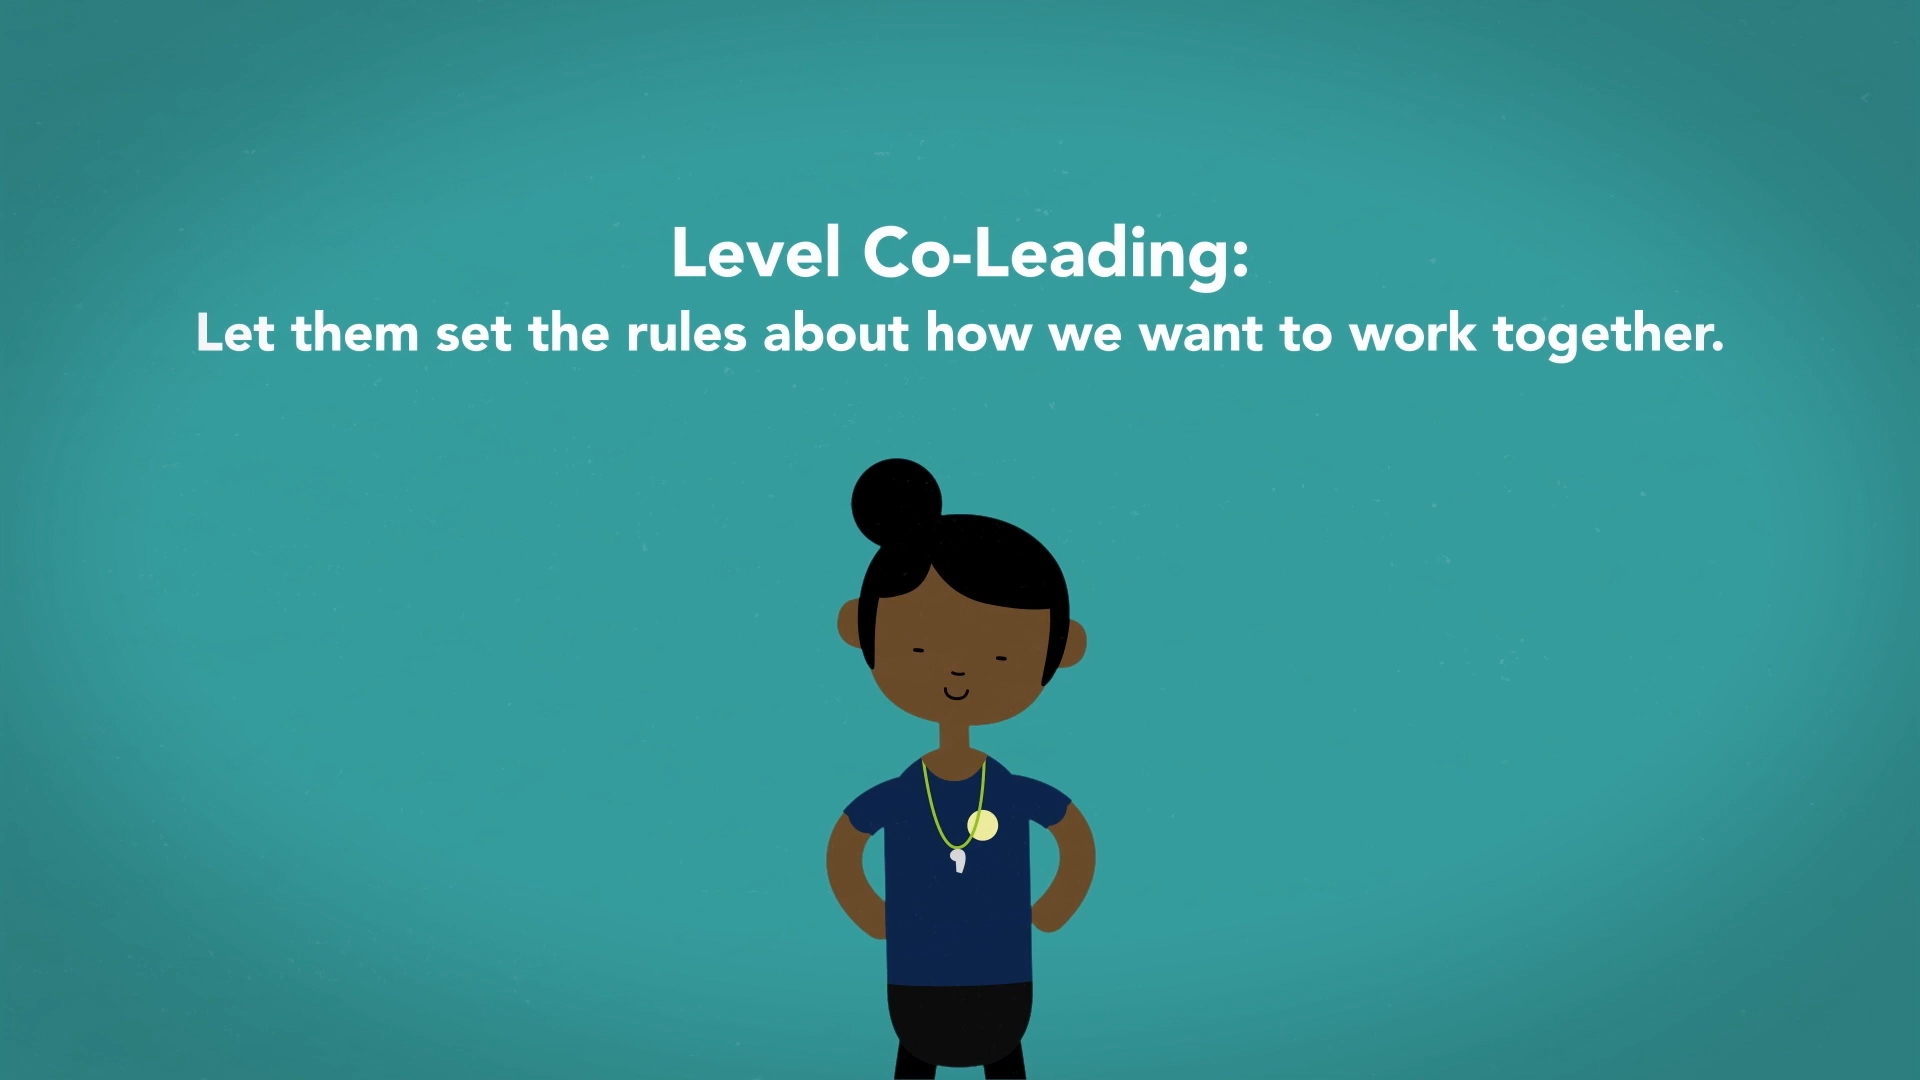 Level Co-Leading:
Let them set the rules about how we want to work together.